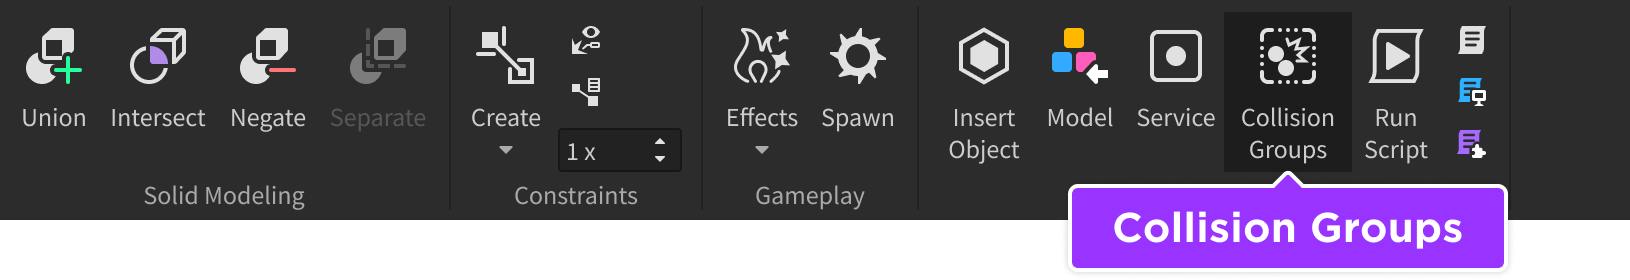 Union
Intersect
Negate
Separate
Create
1 x
Effects
Spawn
Insert
Object
Model
Service
Collision
Groups
Run
Script
Solid Modeling
Constraints
Gameplay
Collision Groups